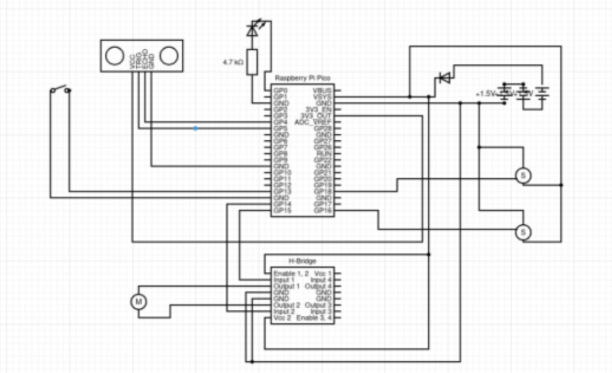 VCC
TRIG
ECHO
GND
4.7 kΩ
Raspberry Pi Pico
GP0 VBUS
GP1 VSYS
GND GND
GP2 3V3_EN
GP3 3V3_OUT
GP4 ADC_VREF
GP5 GP28
GND GND
GP6 GP27
GP7 GP26
GP8 RUN
GP9 GP22
GND GND
GP10 GP21
GP11 GP20
GP12 GP19
GP13 GP18
GND GND
GP14 GP17
GP15 GP16
+1.5V
S
S
H-Bridge
Enable 1, 2 Vcc 1
Input 1 Input 4
Output 1 Output 4
GND GND
GND GND
Output 2 Output 3
Input 2 Input 3
Vcc 2 Enable 3, 4
M